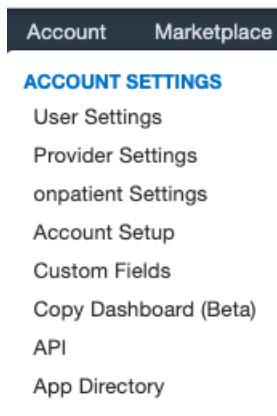 Account Marketplace
ACCOUNT SETTINGS
User Settings
Provider Settings
onpatient Settings
Account Setup
Custom Fields
Copy Dashboard (Beta)
API
App Directory